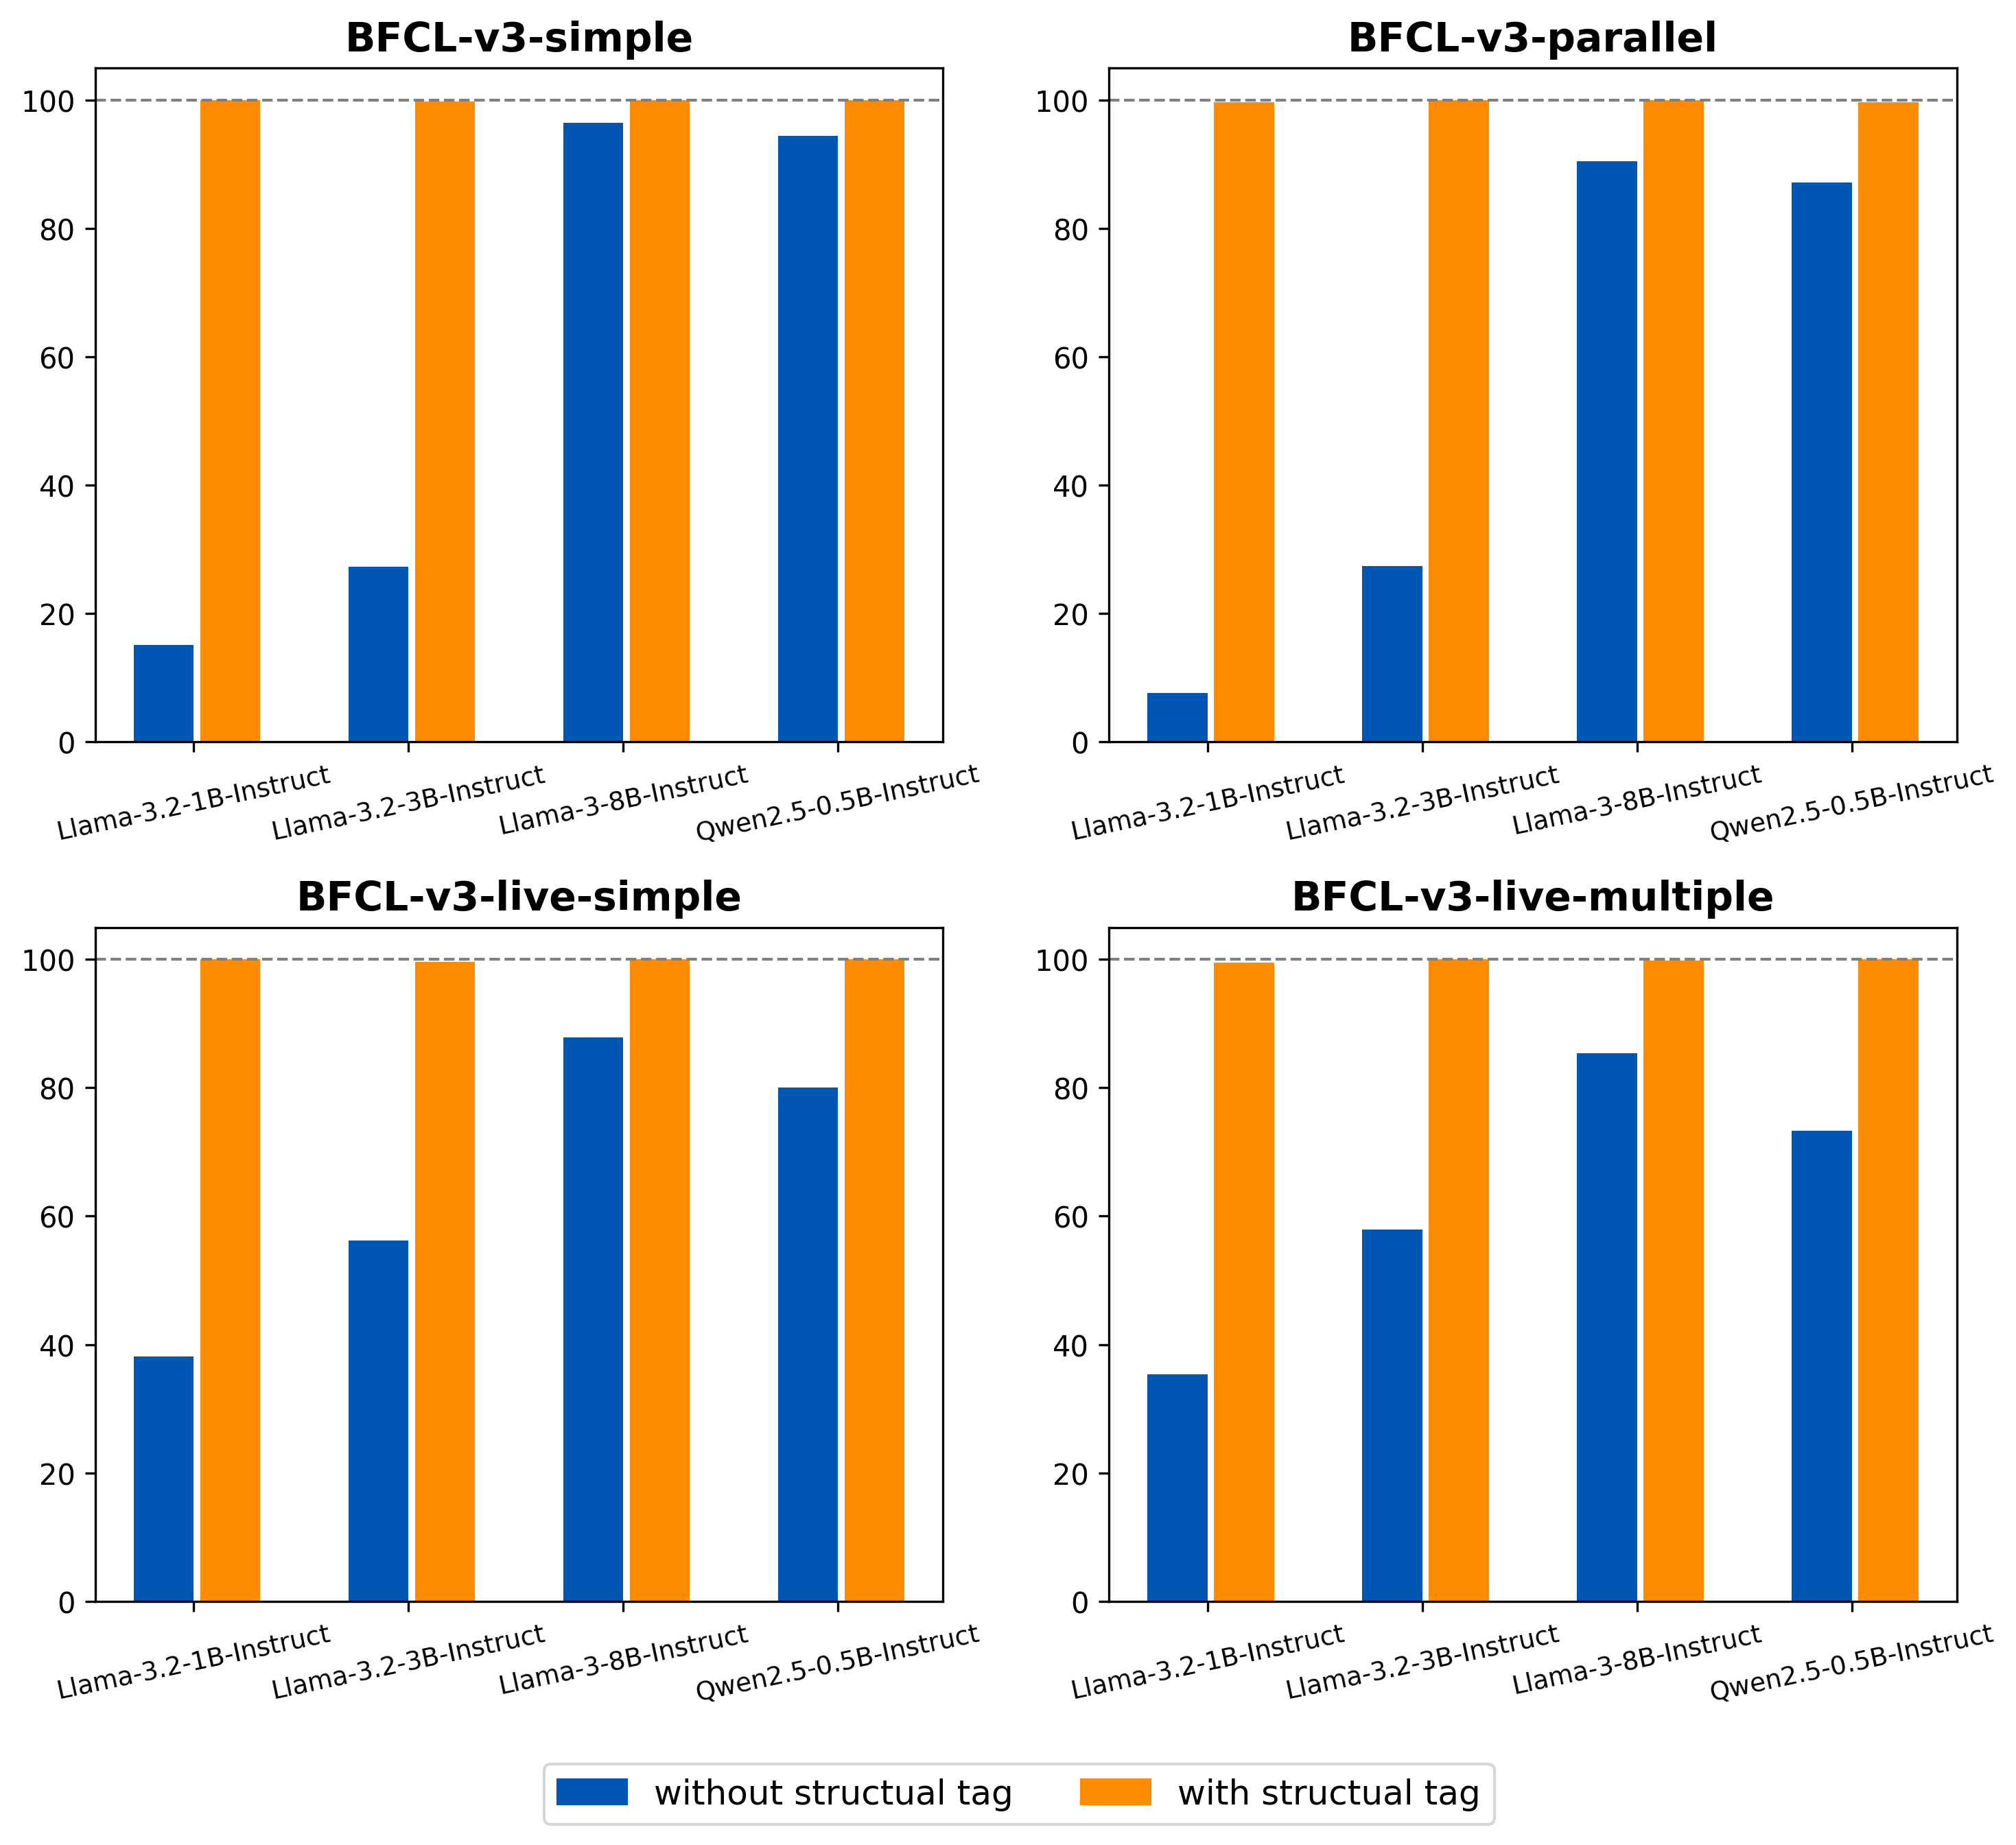 BFCL-v3-simple
100
80
60
40
20
0
Llama-3.2-1B-Instruct
Llama-3.2-3B-Instruct
Llama-3-8B-Instruct
Qwen2.5-0.5B-Instruct
BFCL-v3-parallel
100
80
60
40
20
0
Llama-3.2-1B-Instruct
Llama-3.2-3B-Instruct
Llama-3-8B-Instruct
Qwen2.5-0.5B-Instruct
BFCL-v3-live-simple
100
80
60
40
20
0
Llama-3.2-1B-Instruct
Llama-3.2-3B-Instruct
Llama-3-8B-Instruct
Qwen2.5-0.5B-Instruct
BFCL-v3-live-multiple
100
80
60
40
20
0
Llama-3.2-1B-Instruct
Llama-3.2-3B-Instruct
Llama-3-8B-Instruct
Qwen2.5-0.5B-Instruct
without structual tag
with structual tag